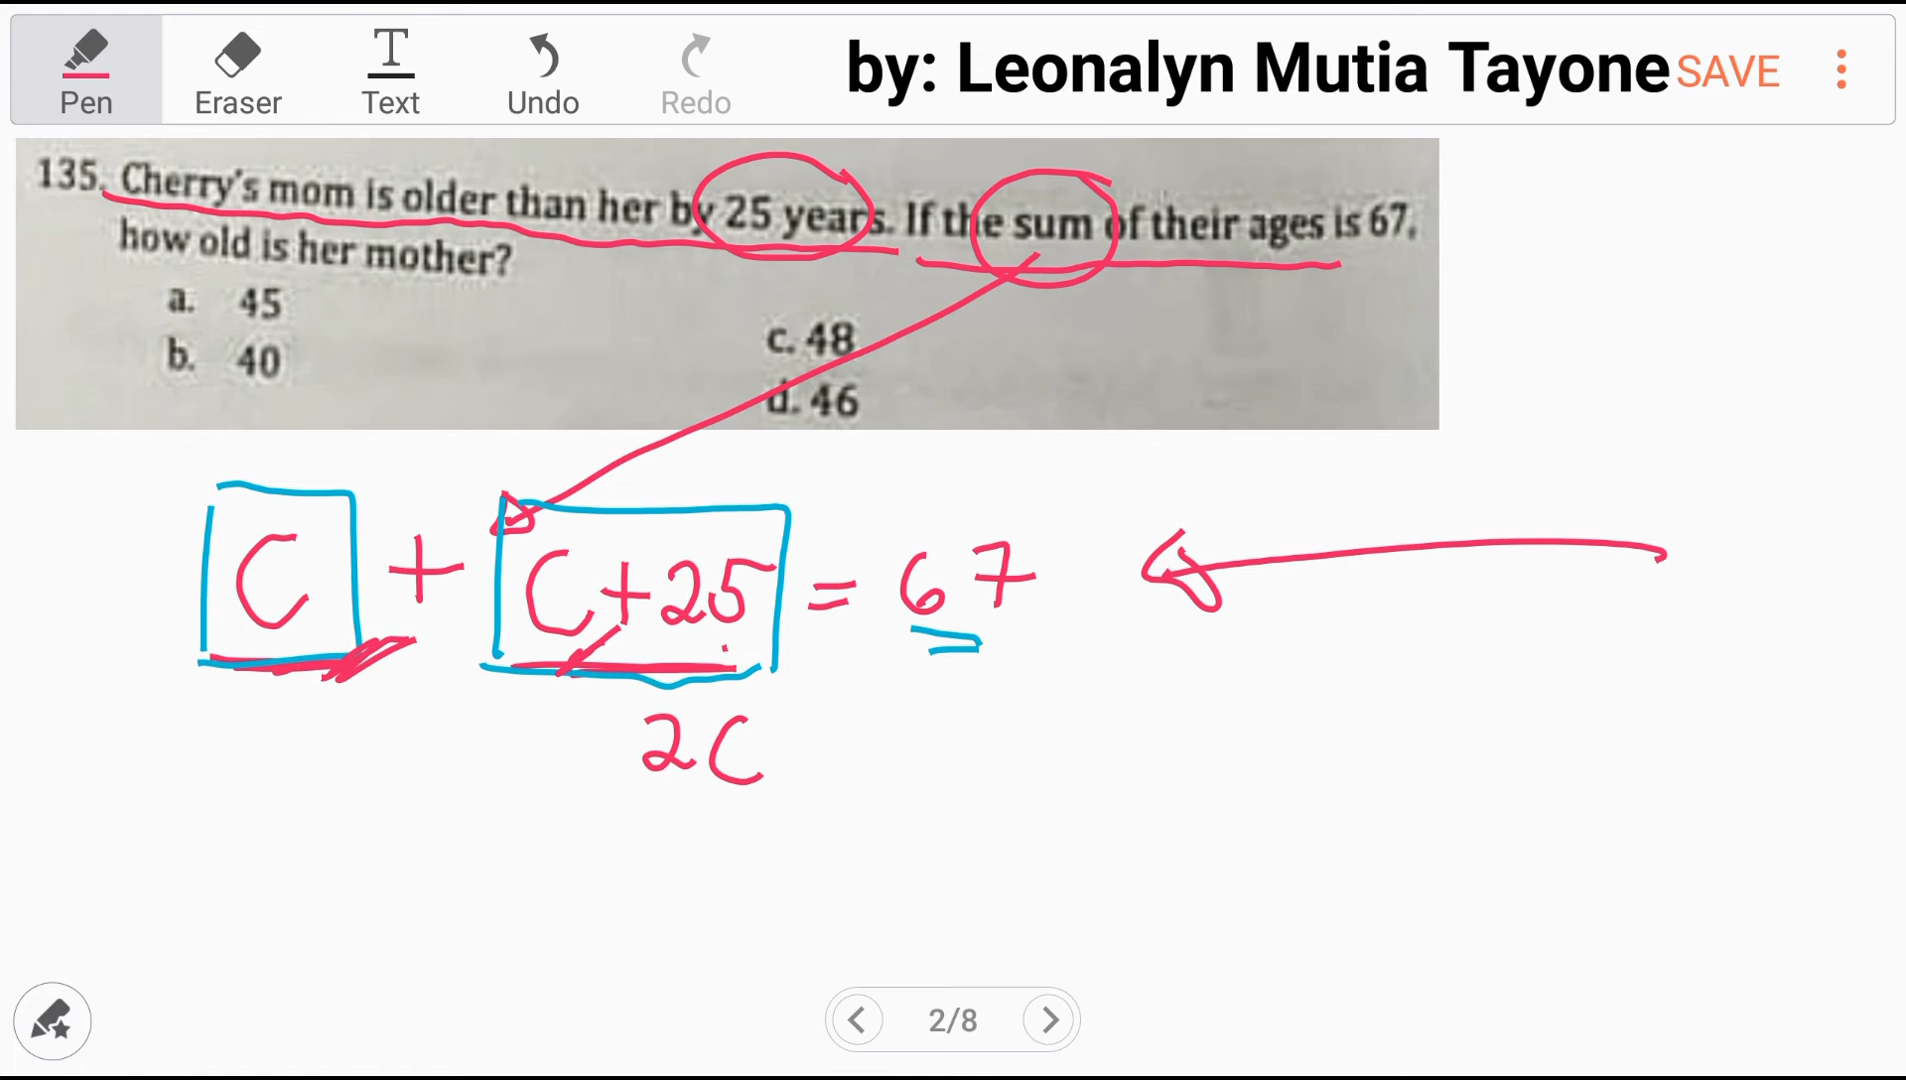 Pen
Eraser
Text
Undo
Redo
by: Leonalyn Mutia Tayone
SAVE
135. Cherry's mom is older than her by 25 years. If the sum of their ages is 67,
how old is her mother?
a. 45
b. 40
c. 48
d. 46
C + C+25 = 67
2C
2/8